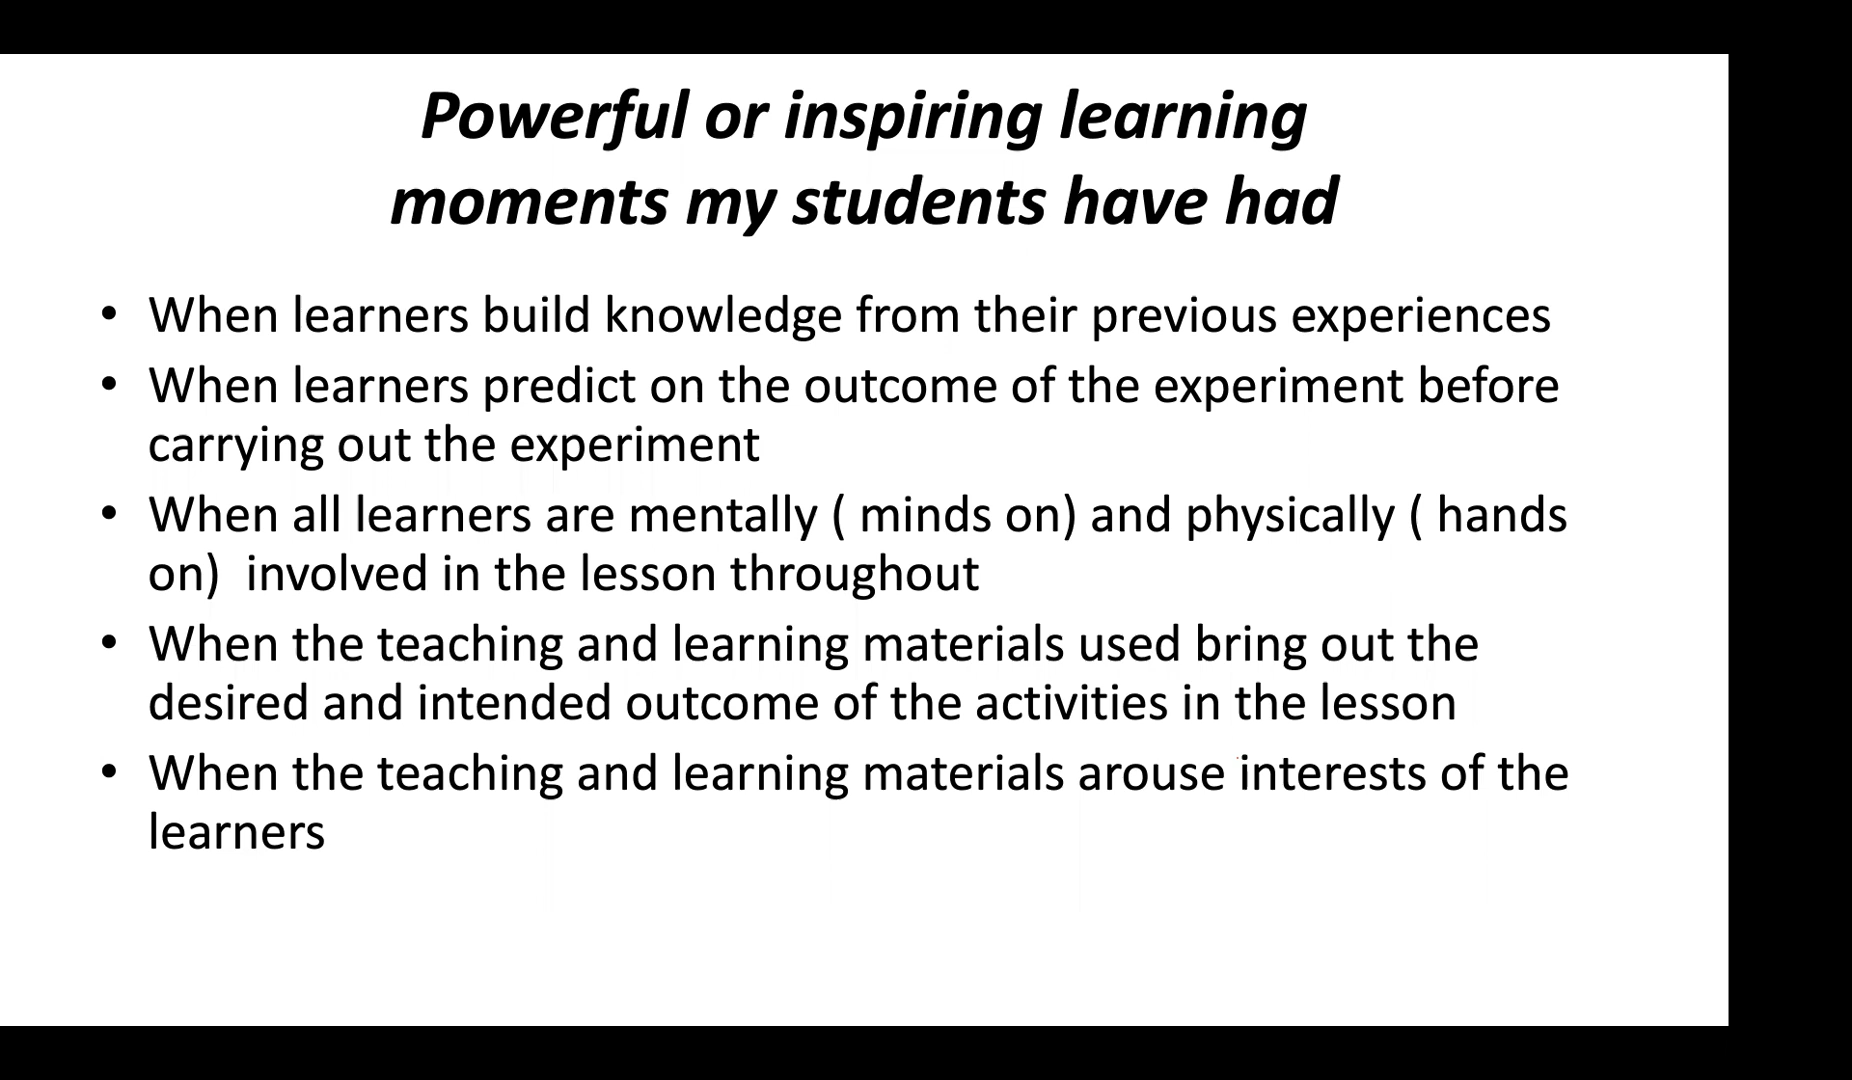 Powerful or inspiring learning
moments my students have had
• When learners build knowledge from their previous experiences
• When learners predict on the outcome of the experiment before
carrying out the experiment
• When all learners are mentally ( minds on) and physically ( hands
on)  involved in the lesson throughout
• When the teaching and learning materials used bring out the
desired and intended outcome of the activities in the lesson
• When the teaching and learning materials arouse interests of the
learners